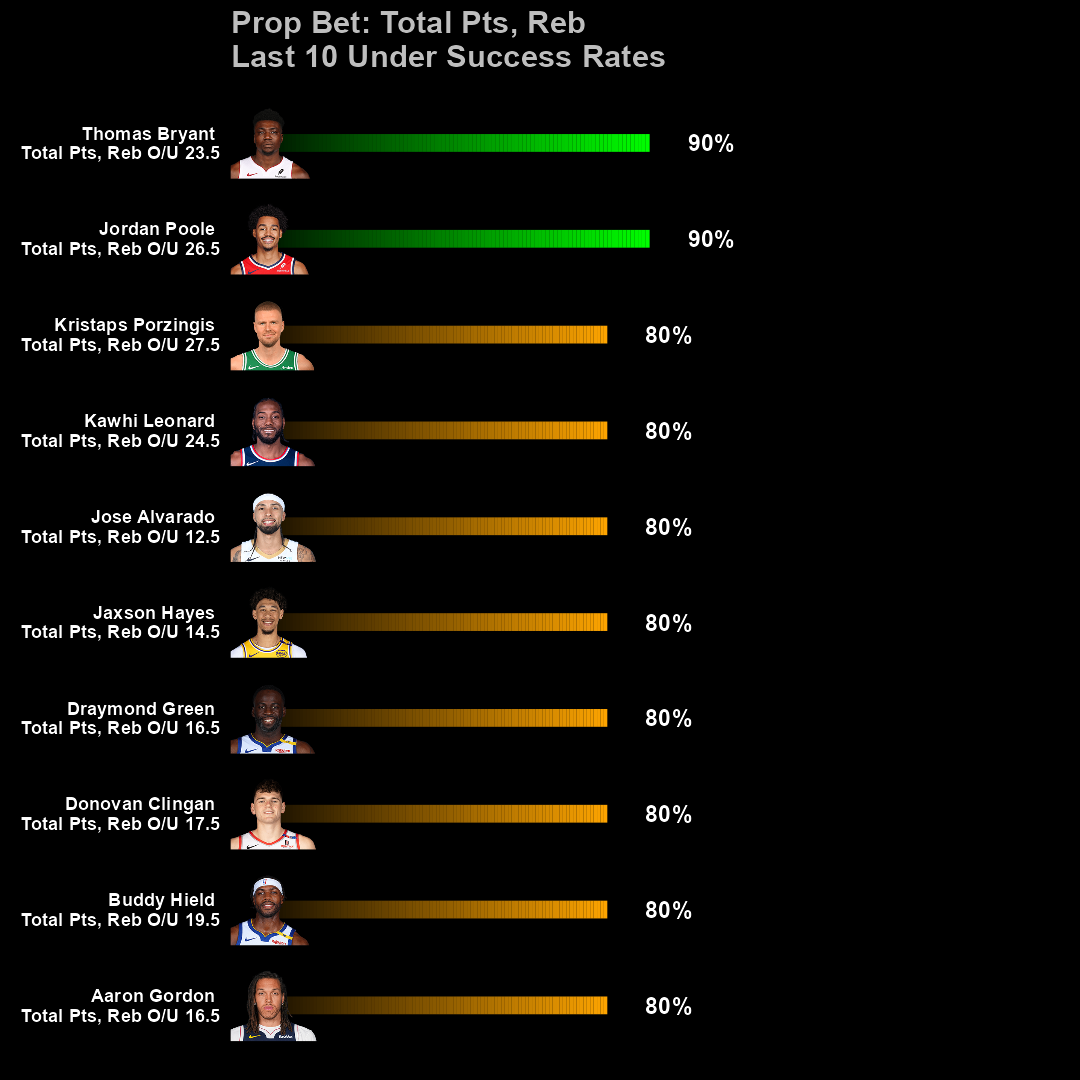 Prop Bet: Total Pts, Reb
Last 10 Under Success Rates
Thomas Bryant
Total Pts, Reb O/U 23.5
90%
Jordan Poole
Total Pts, Reb O/U 26.5
90%
Kristaps Porzingis
Total Pts, Reb O/U 27.5
80%
Kawhi Leonard
Total Pts, Reb O/U 24.5
80%
Jose Alvarado
Total Pts, Reb O/U 12.5
80%
Jaxson Hayes
Total Pts, Reb O/U 14.5
80%
Draymond Green
Total Pts, Reb O/U 16.5
80%
Donovan Clingan
Total Pts, Reb O/U 17.5
80%
Buddy Hield
Total Pts, Reb O/U 19.5
80%
Aaron Gordon
Total Pts, Reb O/U 16.5
80%